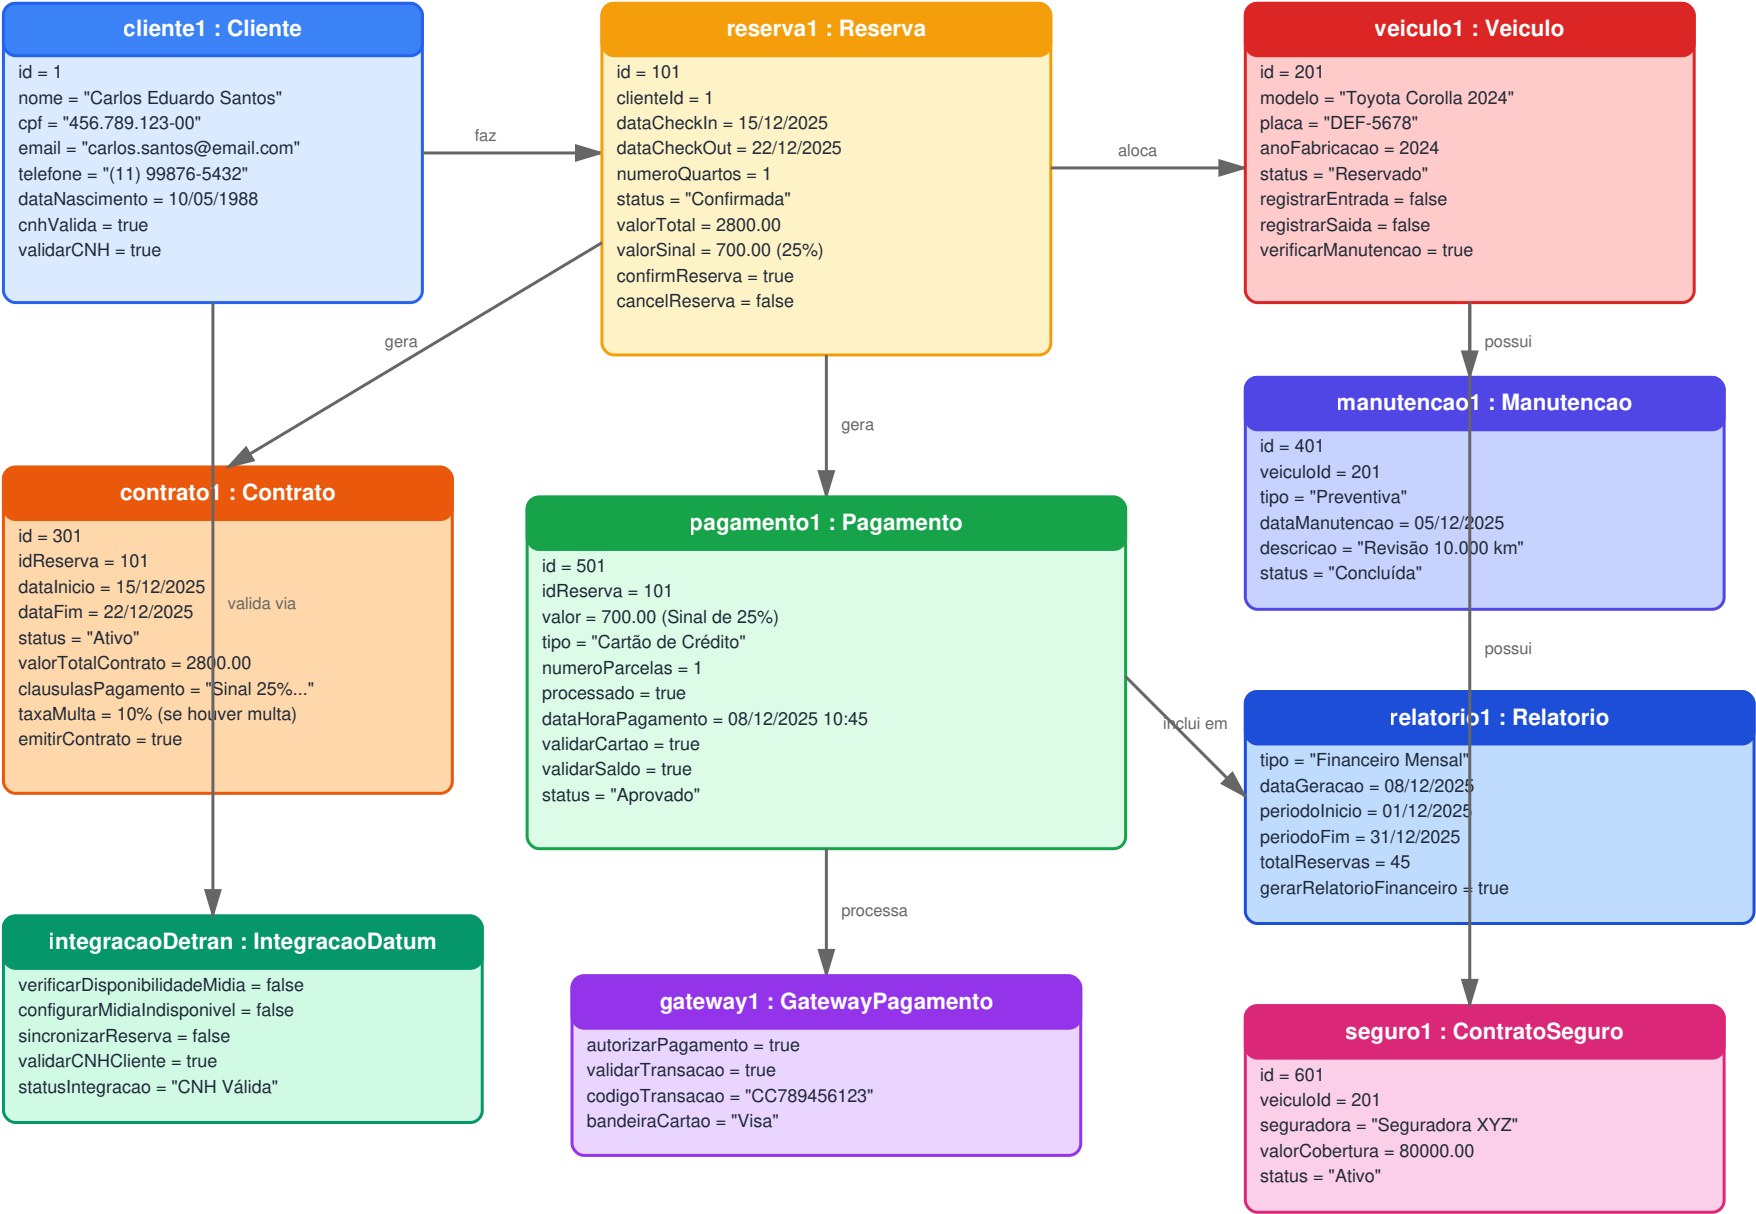 cliente1 : Cliente
id = 1
nome = "Carlos Eduardo Santos"
cpf = "456.789.123-00"
email = "carlos.santos@email.com"
telefone = "(11) 99876-5432"
dataNascimento = 10/05/1988
cnhValida = true
validarCNH = true
faz
reserva1 : Reserva
id = 101
clienteId = 1
dataCheckIn = 15/12/2025
dataCheckOut = 22/12/2025
numeroQuartos = 1
status = "Confirmada"
valorTotal = 2800.00
valorSinal = 700.00 (25%)
confirmReserva = true
cancelReserva = false
aloca
veiculo1 : Veiculo
id = 201
modelo = "Toyota Corolla 2024"
placa = "DEF-5678"
anoFabricacao = 2024
status = "Reservado"
registrarEntrada = false
registrarSaida = false
verificarManutencao = true
gera
gera
possui
contrato1 : Contrato
id = 301
idReserva = 101
dataInicio = 15/12/2025
dataFim = 22/12/2025
status = "Ativo"
valorTotalContrato = 2800.00
clausulasPagamento = "Sinal 25%..."
taxaMulta = 10% (se houver multa)
emitirContrato = true
valida via
pagamento1 : Pagamento
id = 501
idReserva = 101
valor = 700.00 (Sinal de 25%)
tipo = "Cartão de Crédito"
numeroParcelas = 1
processado = true
dataHoraPagamento = 08/12/2025 10:45
validarCartao = true
validarSaldo = true
status = "Aprovado"
inclui em
manutencao1 : Manutencao
id = 401
veiculoId = 201
tipo = "Preventiva"
dataManutencao = 05/12/2025
descricao = "Revisão 10.000 km"
status = "Concluída"
possui
relatorio1 : Relatorio
tipo = "Financeiro Mensal"
dataGeracao = 08/12/2025
periodoInicio = 01/12/2025
periodoFim = 31/12/2025
totalReservas = 45
gerarRelatorioFinanceiro = true
processa
integracaoDetran : IntegracaoDatum
verificarDisponibilidadeMidia = false
configurarMidiaIndisponivel = false
sincronizarReserva = false
validarCNHCliente = true
statusIntegracao = "CNH Válida"
gateway1 : GatewayPagamento
autorizarPagamento = true
validarTransacao = true
codigoTransacao = "CC789456123"
bandeiraCartao = "Visa"
seguro1 : ContratoSeguro
id = 601
veiculoId = 201
seguradora = "Seguradora XYZ"
valorCobertura = 80000.00
status = "Ativo"